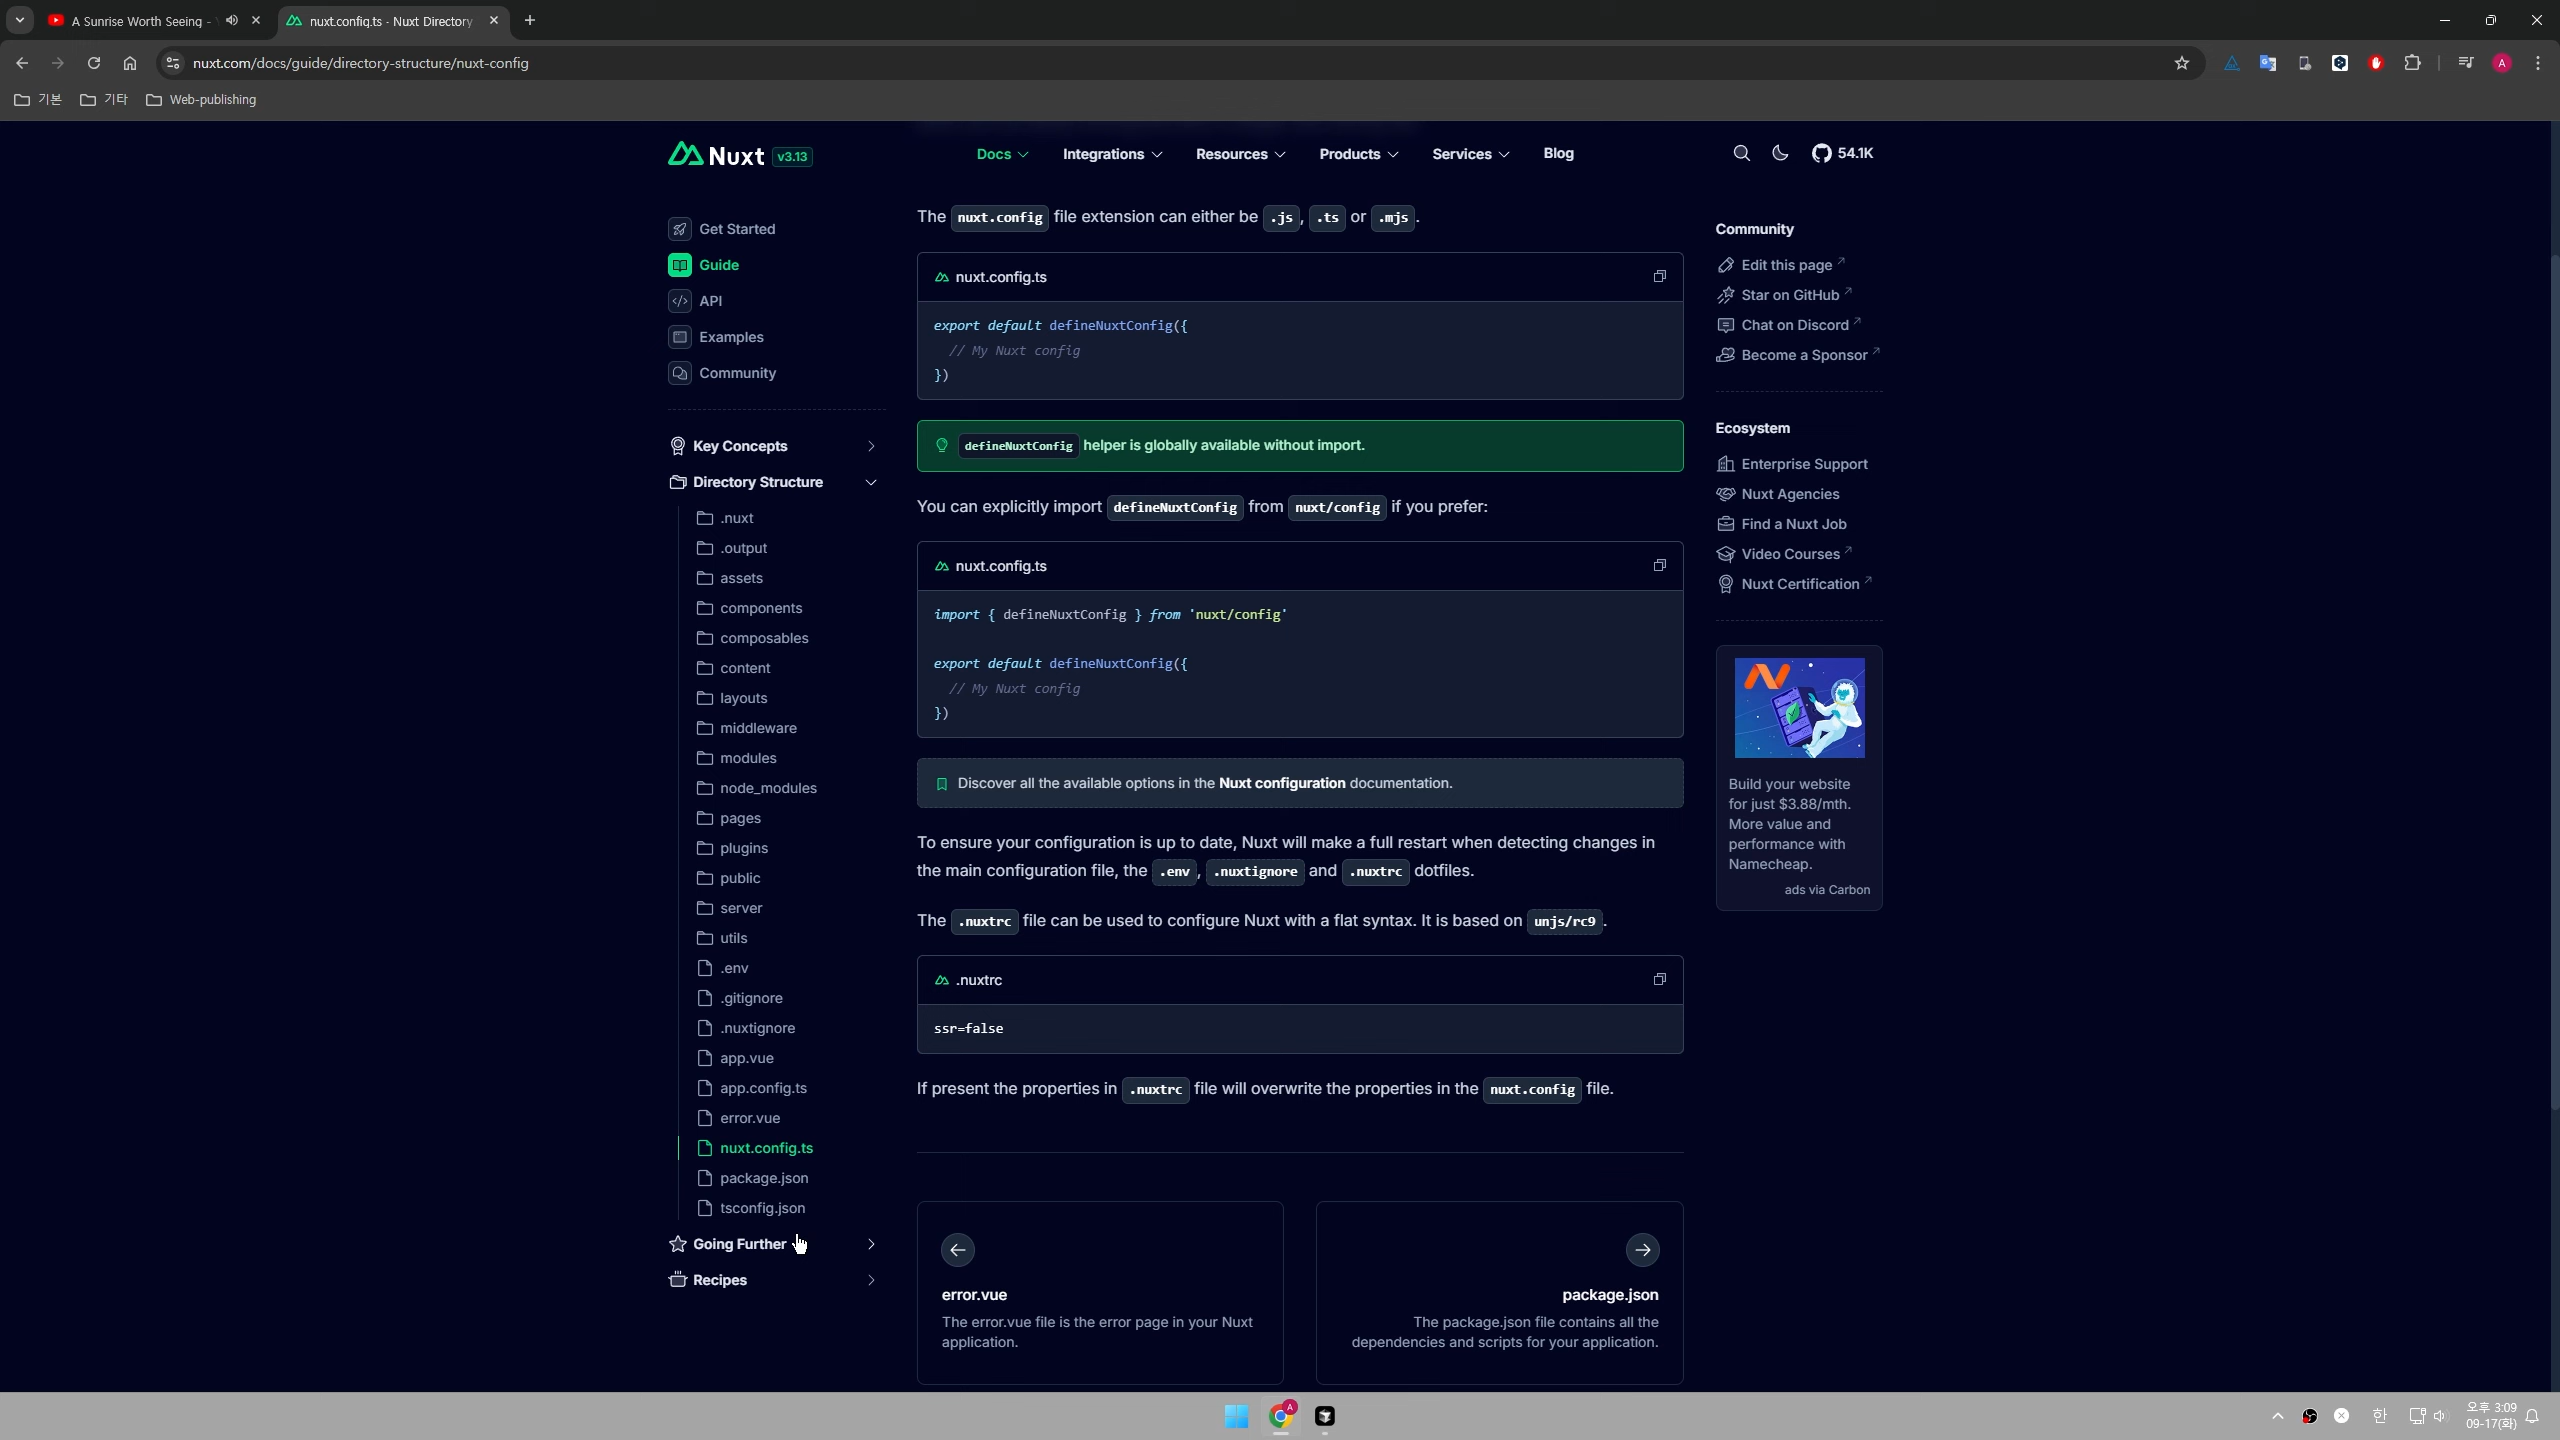 A Sunrise Worth Seeing -
nuxt.config.ts · Nuxt Directory
nuxt.com/docs/guide/directory-structure/nuxt-config
A
기본
기타
Web-publishing
Nuxt v3.13
Docs
Integrations
Resources
Products
Services
Blog
54.1K
Get Started
Guide
API
Examples
Community
Key Concepts
Directory Structure
.nuxt
.output
assets
components
composables
content
layouts
middleware
modules
node_modules
pages
plugins
public
server
utils
.env
.gitignore
.nuxtignore
app.vue
app.config.ts
error.vue
nuxt.config.ts
package.json
tsconfig.json
Going Further
Recipes
The nuxt.config file extension can either be .js, .ts or .mjs.
nuxt.config.ts
export default defineNuxtConfig({
// My Nuxt config
})
defineNuxtConfig helper is globally available without import.
You can explicitly import defineNuxtConfig from nuxt/config if you prefer:
nuxt.config.ts
import { defineNuxtConfig } from 'nuxt/config'
export default defineNuxtConfig({
// My Nuxt config
})
Discover all the available options in the Nuxt configuration documentation.
To ensure your configuration is up to date, Nuxt will make a full restart when detecting changes in
the main configuration file, the .env, .nuxtignore and .nuxtrc dotfiles.
The .nuxtrc file can be used to configure Nuxt with a flat syntax. It is based on unjs/rc9.
.nuxtrc
ssr=false
If present the properties in .nuxtrc file will overwrite the properties in the nuxt.config file.
error.vue
The error.vue file is the error page in your Nuxt
application.
package.json
The package.json file contains all the
dependencies and scripts for your application.
Community
Edit this page
Star on GitHub
Chat on Discord
Become a Sponsor
Ecosystem
Enterprise Support
Nuxt Agencies
Find a Nuxt Job
Video Courses
Nuxt Certification
Build your website
for just $3.88/mth.
More value and
performance with
Namecheap.
ads via Carbon
A
한
오후 3:09
09-17(화)